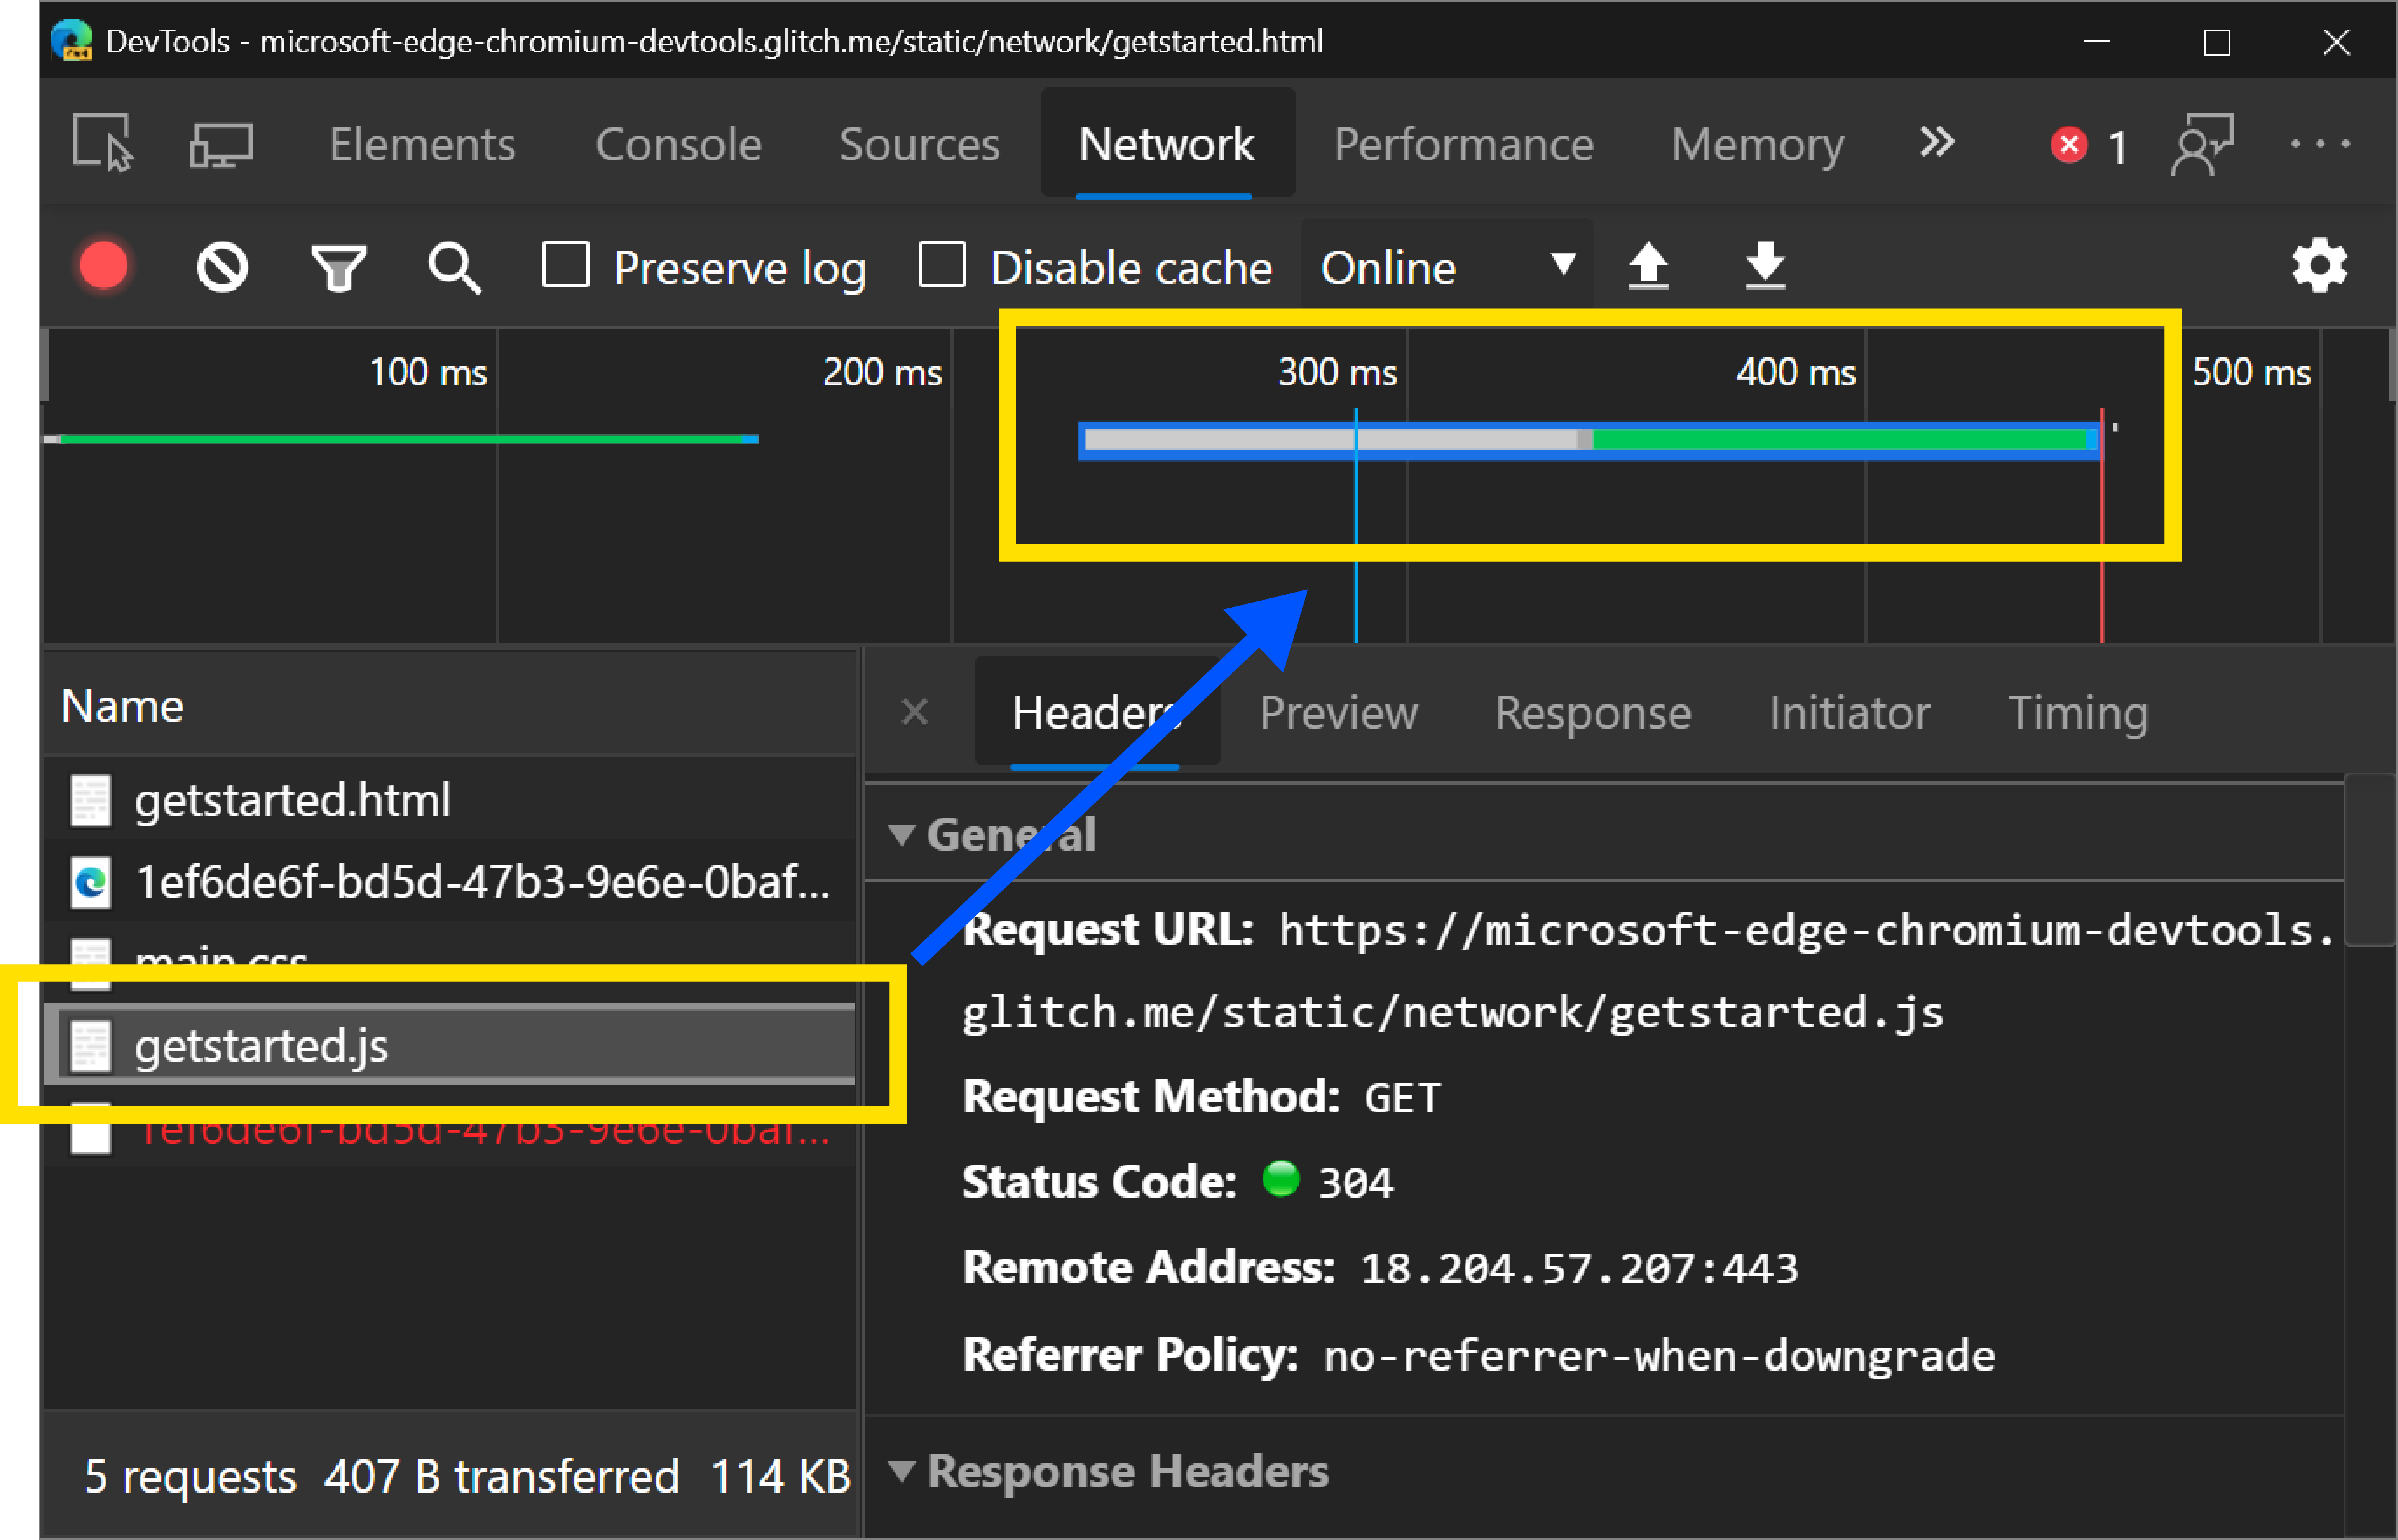 DevTools - microsoft-edge-chromium-devtools.glitch.me/static/network/getstarted.html
Elements Console Sources Network Performance Memory 1
Preserve log Disable cache Online
100 ms 200 ms 300 ms 400 ms 500 ms
Name
getstarted.html
1ef6de6f-bd5d-47b3-9e6e-0baf...
main.css
getstarted.js
1ef6de6f-bd5d-47b3-9e6e-0baf...
5 requests 407 B transferred 114 KB
Headers Preview Response Initiator Timing
General
Request URL: https://microsoft-edge-chromium-devtools.
glitch.me/static/network/getstarted.js
Request Method: GET
Status Code: 304
Remote Address: 18.204.57.207:443
Referrer Policy: no-referrer-when-downgrade
Response Headers